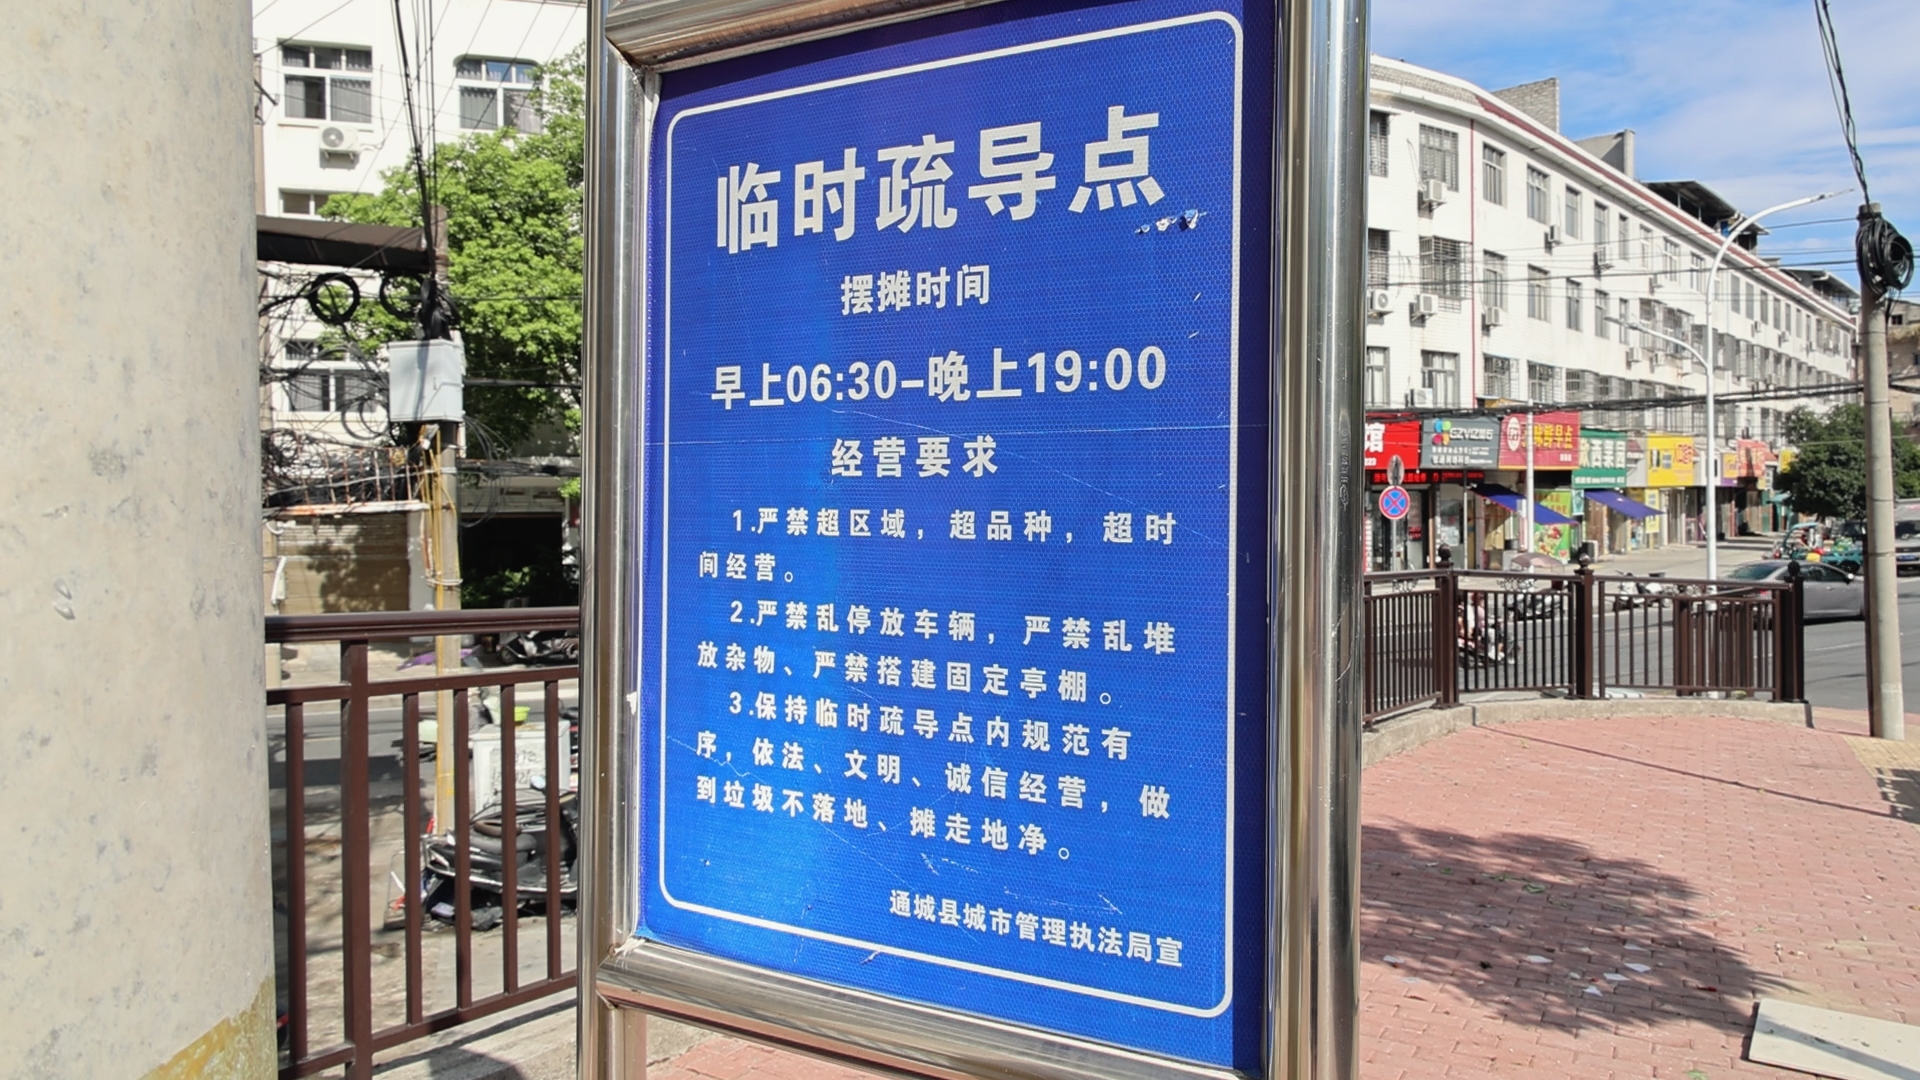 临时疏导点
摆摊时间
早上06:30-晚上19:00
经营要求
1.严禁超区域，超品种，超时
间经营。
2.严禁乱停放车辆，严禁乱堆
放杂物、严禁搭建固定亭棚。
3.保持临时疏导点内规范有
序，依法、文明、诚信经营，做
到垃圾不落地、摊走地净。
通城县城市管理执法局宣